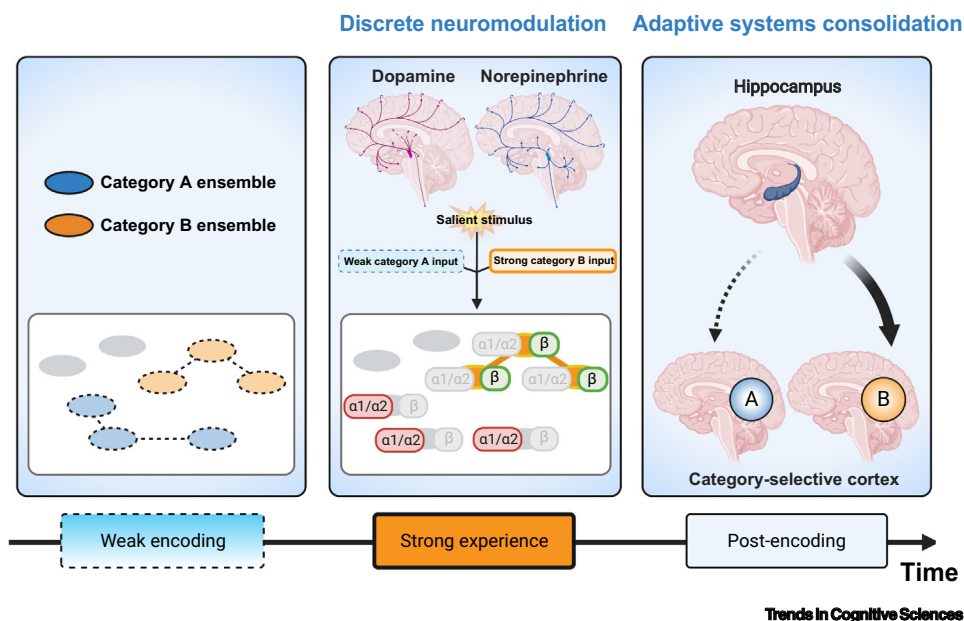 Discrete neuromodulation
Adaptive systems consolidation
Category A ensemble
Category B ensemble
Dopamine
Norepinephrine
Salient stimulus
Weak category A input
Strong category B input
α1/α2 β
α1/α2 β
α1/α2 β
α1/α2 β
α1/α2 β
α1/α2 β
Hippocampus
A
B
Category-selective cortex
Weak encoding
Strong experience
Post-encoding
Time
Trends in Cognitive Sciences